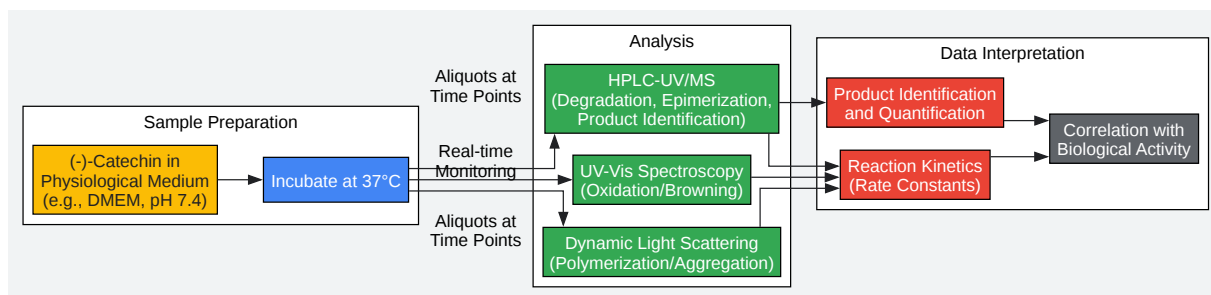 Sample Preparation
(-)-Catechin in
Physiological Medium
(e.g., DMEM, pH 7.4)
Incubate at 37°C
Aliquots at
Time Points
Real-time
Monitoring
Aliquots at
Time Points
Analysis
HPLC-UV/MS
(Degradation, Epimerization,
Product Identification)
UV-Vis Spectroscopy
(Oxidation/Browning)
Dynamic Light Scattering
(Polymerization/Aggregation)
Data Interpretation
Product Identification
and Quantification
Reaction Kinetics
(Rate Constants)
Correlation with
Biological Activity